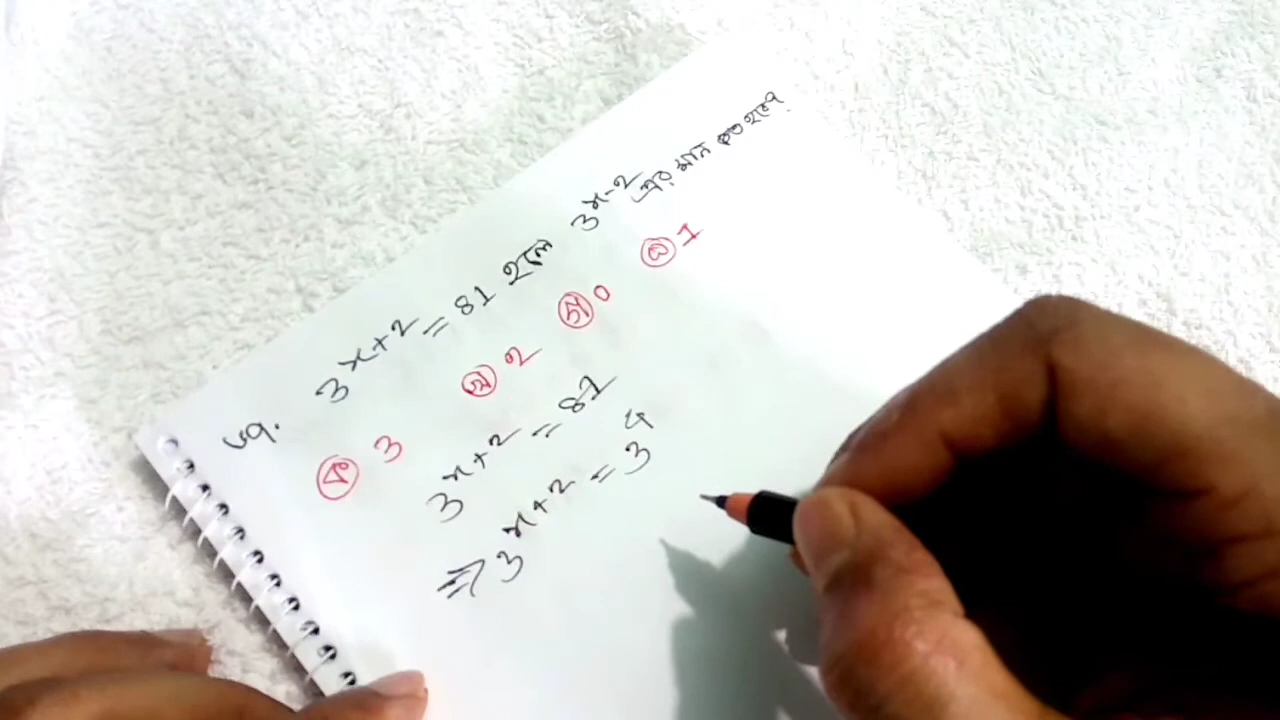 ৬৭. 3^{x+2} = 81 হলে 3^{x-2} এর মান কত হবে?
ক 3 খ 2 গ 0 ঘ 1
3^{x+2} = 81
⇒ 3^{x+2} = 3^4